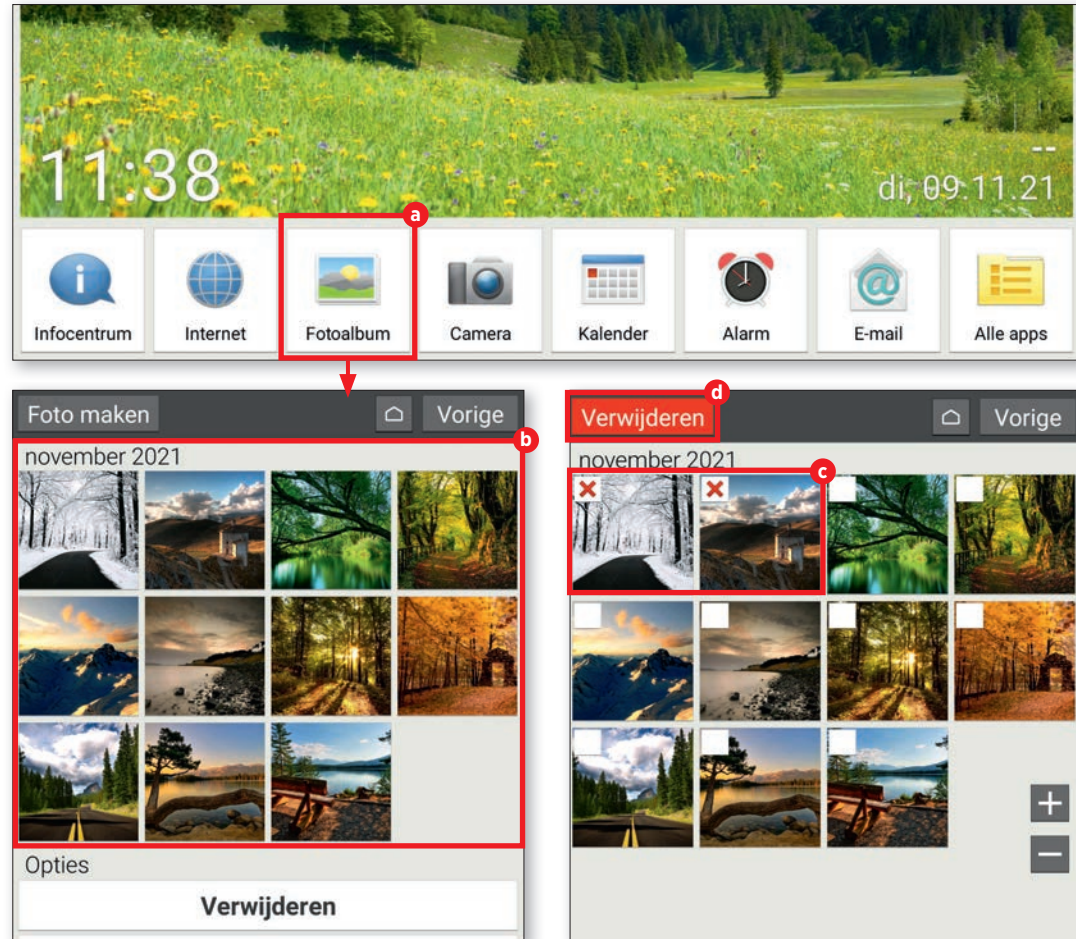 11:38
--
di, 09.11.21
a
Infocentrum
Internet
Fotoalbum
Camera
Kalender
Alarm
E-mail
Alle apps
Foto maken
Vorige
b
november 2021
Opties
Verwijderen
d
Verwijderen
Vorige
november 2021
c
+
−